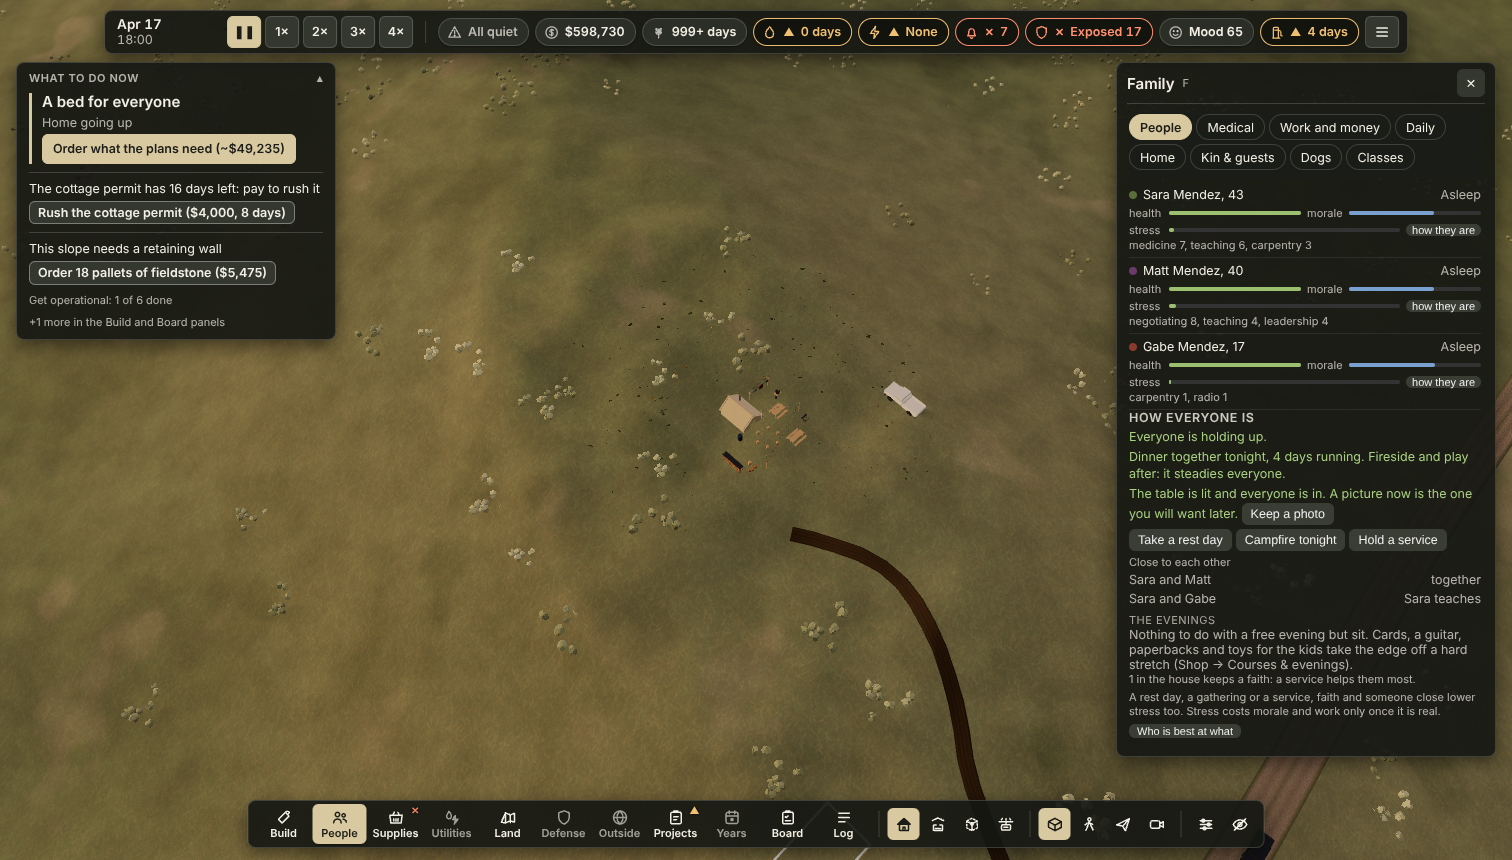 Apr 17
18:00
1×
2×
3×
4×
All quiet
$598,730
999+ days
0 days
None
7
Exposed 17
Mood 65
4 days
WHAT TO DO NOW
A bed for everyone
Home going up
Order what the plans need (~$49,235)
The cottage permit has 16 days left: pay to rush it
Rush the cottage permit ($4,000, 8 days)
This slope needs a retaining wall
Order 18 pallets of fieldstone ($5,475)
Get operational: 1 of 6 done
+1 more in the Build and Board panels
Family F
People
Medical
Work and money
Daily
Home
Kin & guests
Dogs
Classes
Sara Mendez, 43 Asleep
health morale
stress how they are
medicine 7, teaching 6, carpentry 3
Matt Mendez, 40 Asleep
health morale
stress how they are
negotiating 8, teaching 4, leadership 4
Gabe Mendez, 17 Asleep
health morale
stress how they are
carpentry 1, radio 1
HOW EVERYONE IS
Everyone is holding up.
Dinner together tonight, 4 days running. Fireside and play
after: it steadies everyone.
The table is lit and everyone is in. A picture now is the one
you will want later. Keep a photo
Take a rest day Campfire tonight Hold a service
Close to each other
Sara and Matt together
Sara and Gabe Sara teaches
THE EVENINGS
Nothing to do with a free evening but sit. Cards, a guitar,
paperbacks and toys for the kids take the edge off a hard
stretch (Shop → Courses & evenings).
1 in the house keeps a faith: a service helps them most.
A rest day, a gathering or a service, faith and someone close lower
stress too. Stress costs morale and work only once it is real.
Who is best at what
Build
People
Supplies
Utilities
Land
Defense
Outside
Projects
Years
Board
Log